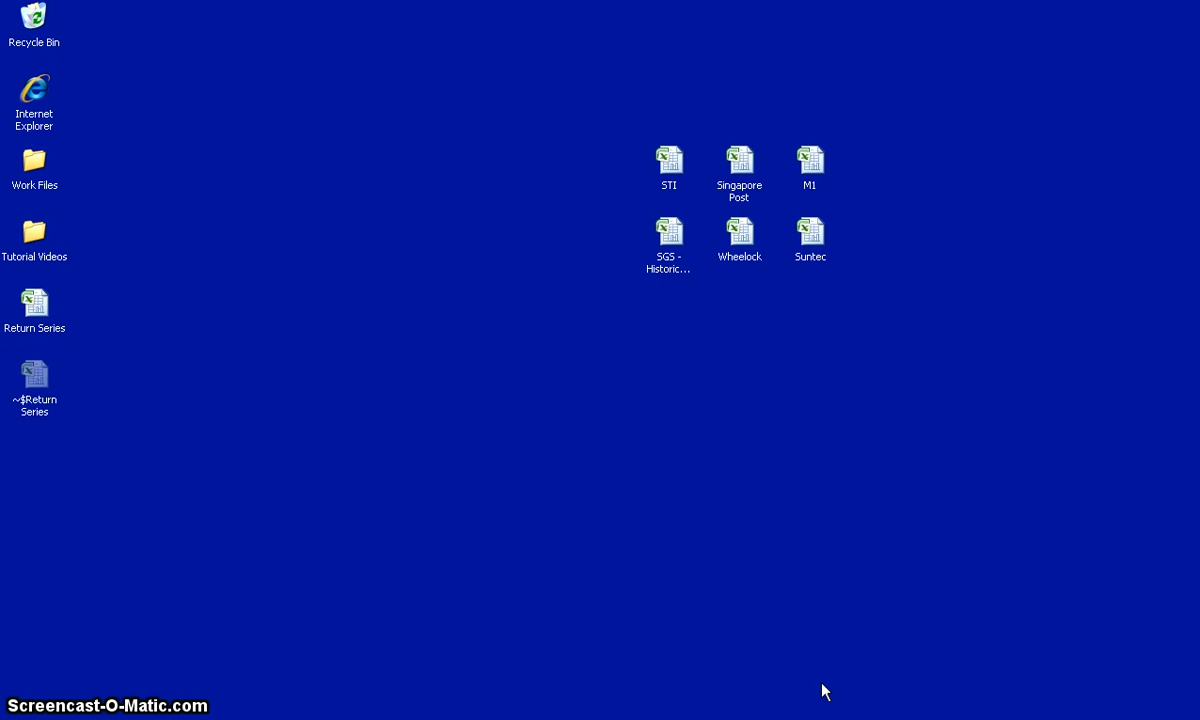 Recycle Bin
Internet
Explorer
Work Files
Tutorial Videos
Return Series
~$Return
Series
STI
Singapore
Post
M1
SGS -
Historic...
Wheelock
Suntec
Screencast-O-Matic.com